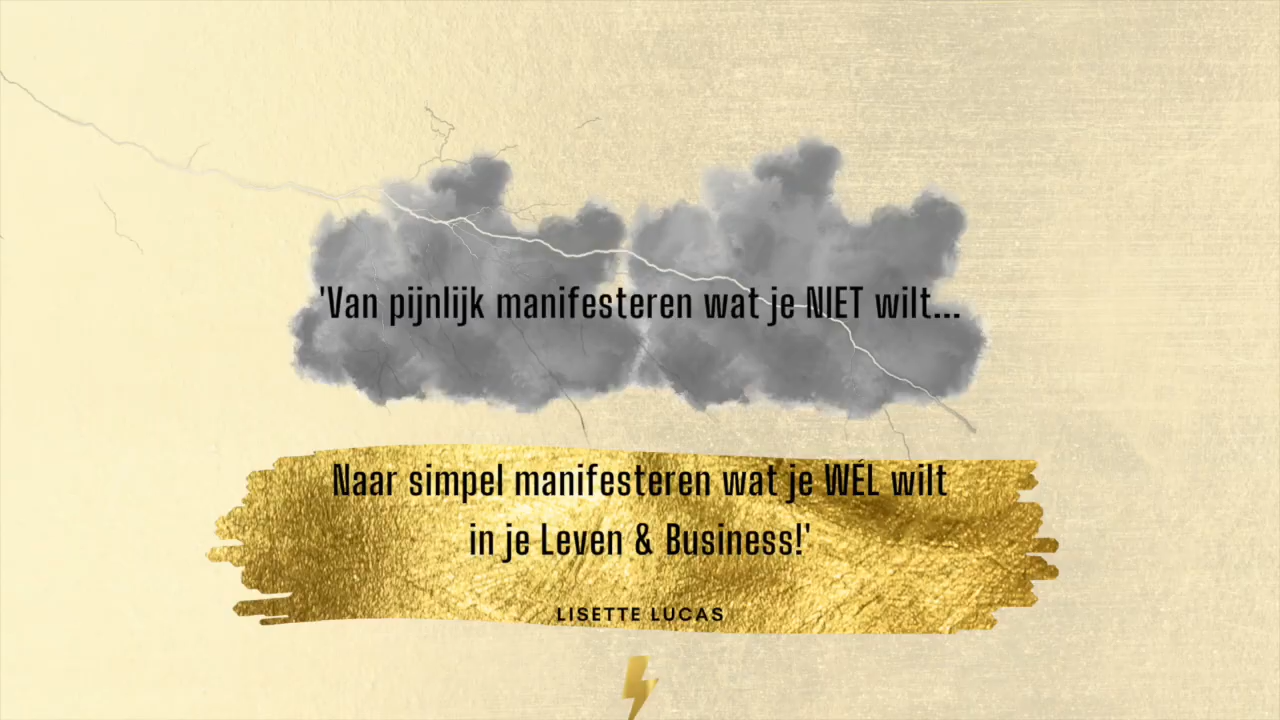 'Van pijnlijk manifesteren wat je NIET wilt...
Naar simpel manifesteren wat je WÉL wilt
in je Leven & Business!'
LISETTE LUCAS